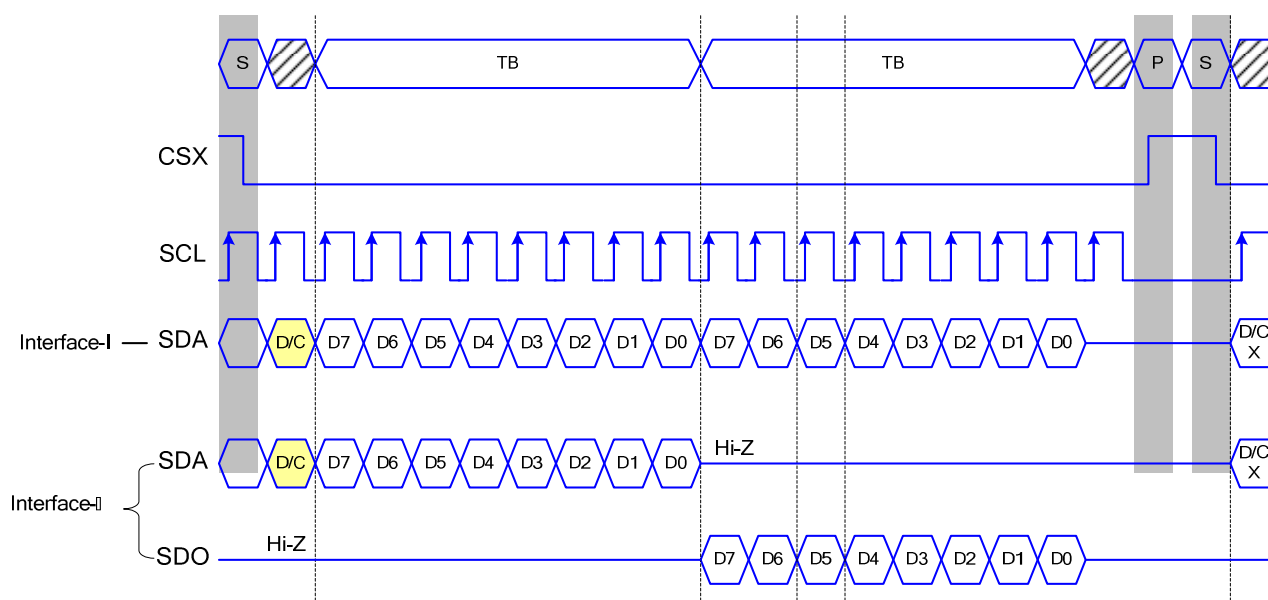 S TB TB P S
CSX
SCL
Interface-I SDA D/C D7 D6 D5 D4 D3 D2 D1 D0 D7 D6 D5 D4 D3 D2 D1 D0 D/C
X
SDA D/C D7 D6 D5 D4 D3 D2 D1 D0 Hi-Z D/C
X
Interface-▯
SDO Hi-Z D7 D6 D5 D4 D3 D2 D1 D0